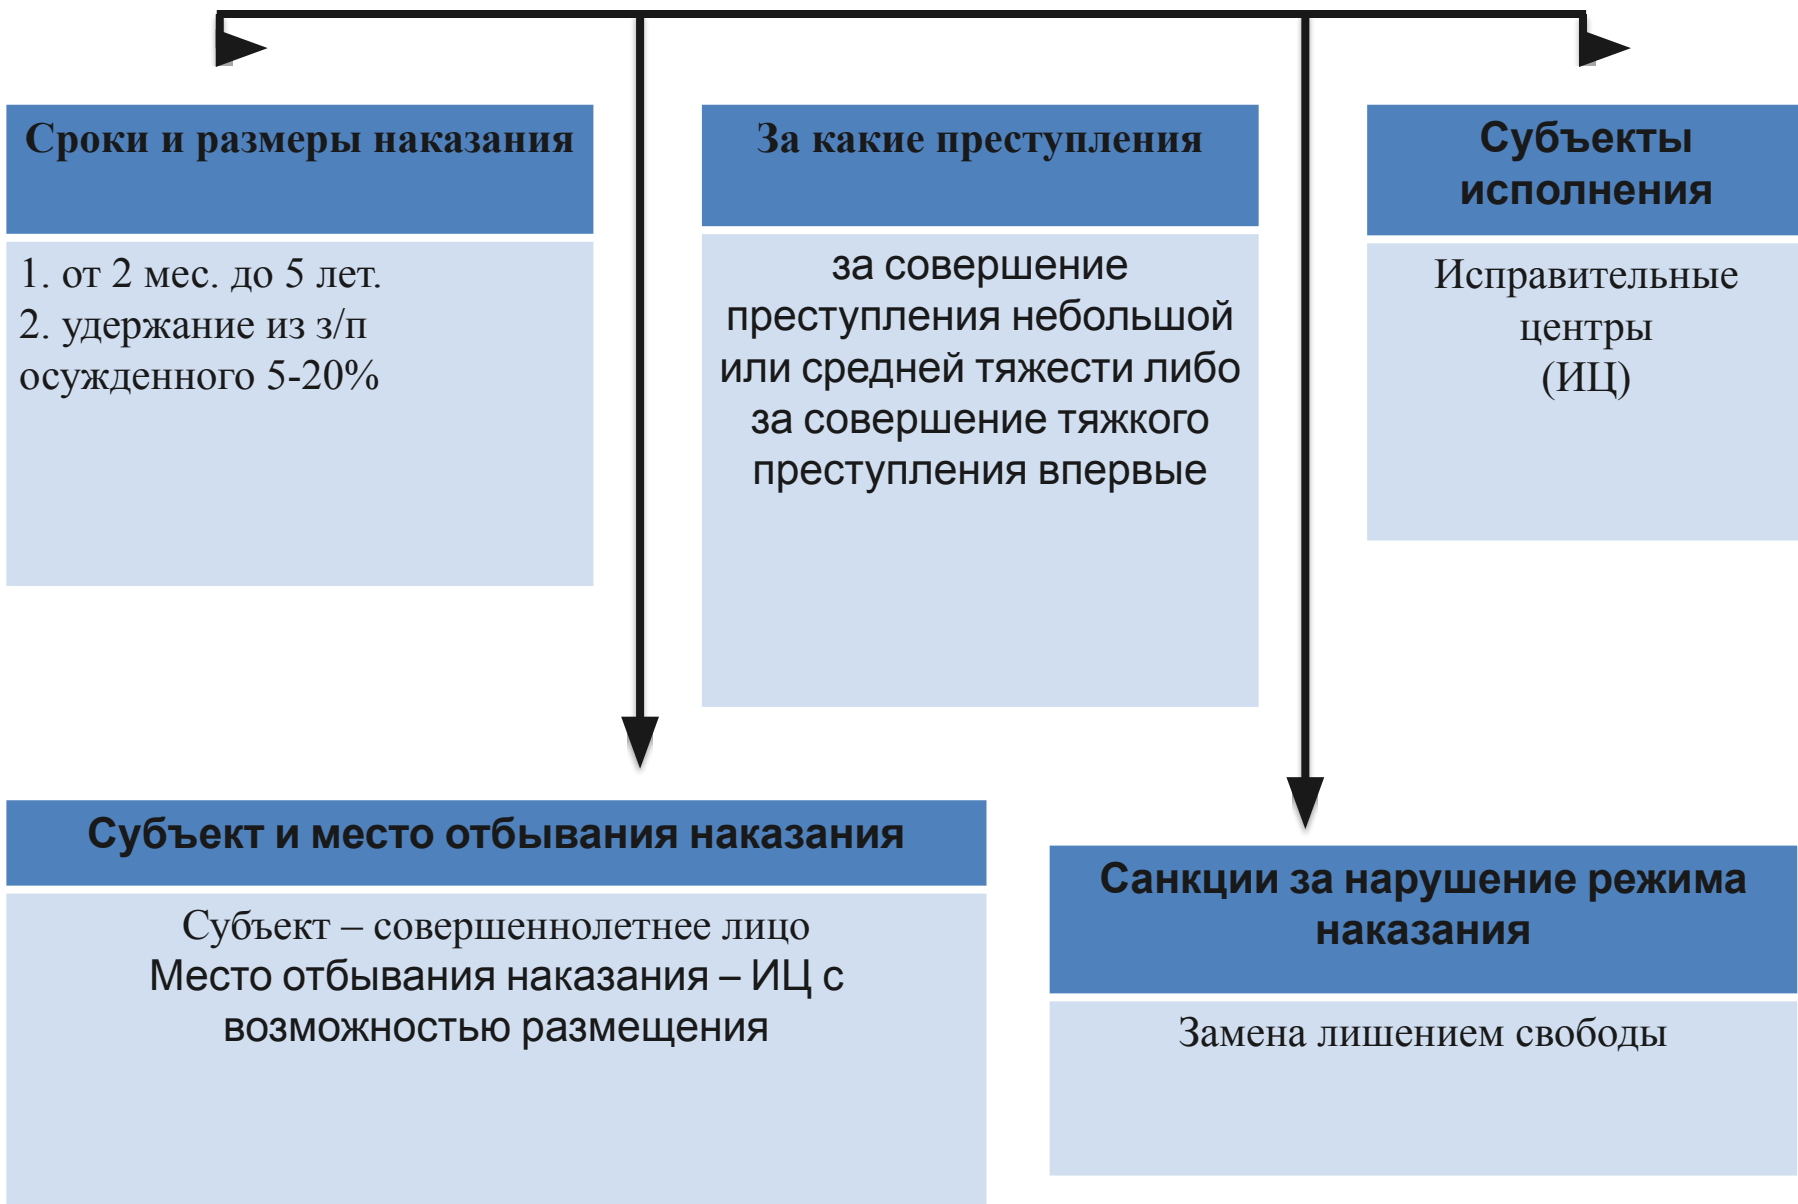 Сроки и размеры наказания
1. от 2 мес. до 5 лет.
2. удержание из з/п
осужденного 5-20%
За какие преступления
за совершение
преступления небольшой
или средней тяжести либо
за совершение тяжкого
преступления впервые
Субъекты
исполнения
Исправительные
центры
(ИЦ)
Субъект и место отбывания наказания
Субъект – совершеннолетнее лицо
Место отбывания наказания – ИЦ с
возможностью размещения
Санкции за нарушение режима
наказания
Замена лишением свободы